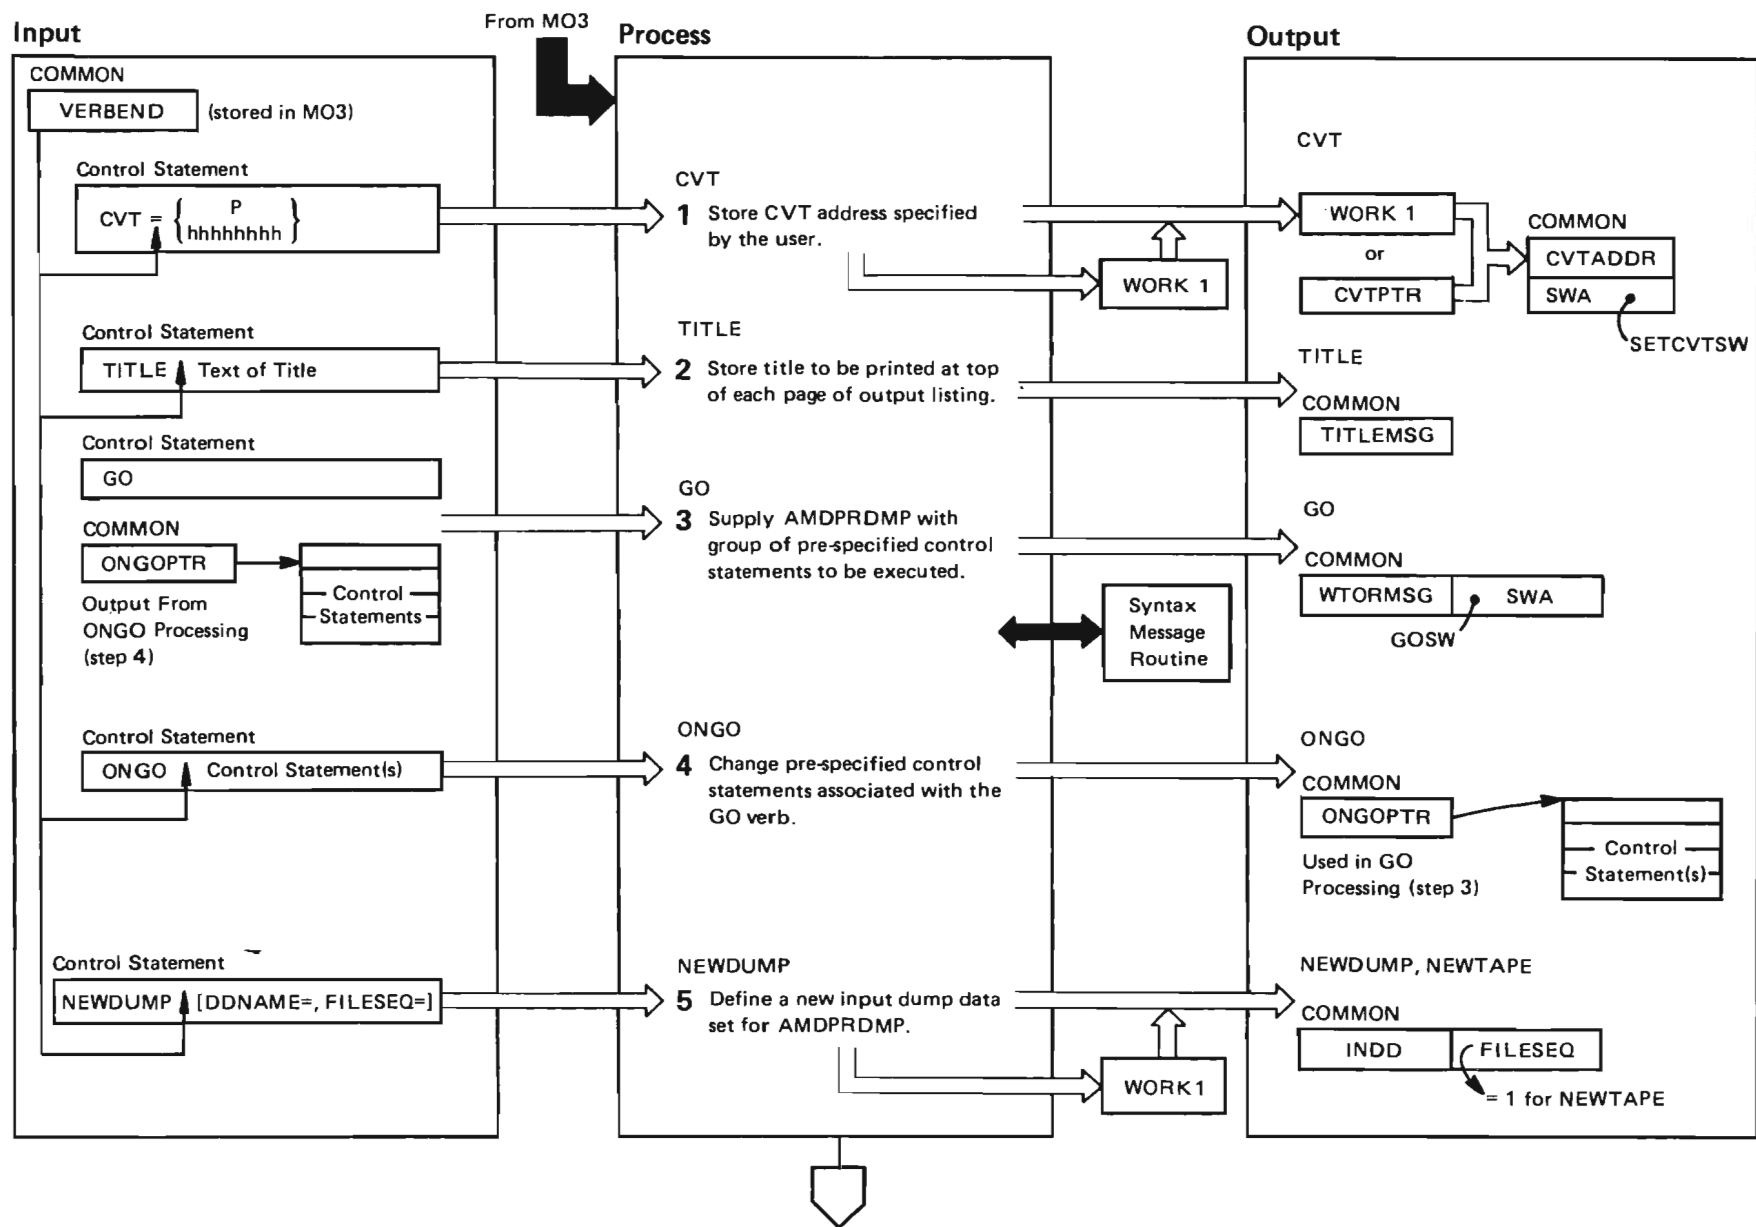 From MO3
Input
Process
Output
COMMON
VERBEND
(stored in MO3)
Control Statement
CVT = { P
hhhhhhhh }
Control Statement
TITLE Text of Title
Control Statement
GO
COMMON
ONGOPTR
Control
Statements
Output From
ONGO Processing
(step 4)
Control Statement
ONGO Control Statement(s)
Control Statement
NEWDUMP [DDNAME=, FILESEQ=]
CVT
1 Store CVT address specified
by the user.
WORK 1
TITLE
2 Store title to be printed at top
of each page of output listing.
GO
3 Supply AMDPRDMP with
group of pre-specified control
statements to be executed.
Syntax
Message
Routine
ONGO
4 Change pre-specified control
statements associated with the
GO verb.
NEWDUMP
5 Define a new input dump data
set for AMDPRDMP.
WORK1
CVT
WORK 1
or
CVTPTR
COMMON
CVTADDR
SWA
SETCVTSW
TITLE
COMMON
TITLEMSG
GO
COMMON
WTORMSG SWA
GOSW
ONGO
COMMON
ONGOPTR
Control
Statement(s)
Used in GO
Processing (step 3)
NEWDUMP, NEWTAPE
COMMON
INDD FILESEQ
= 1 for NEWTAPE